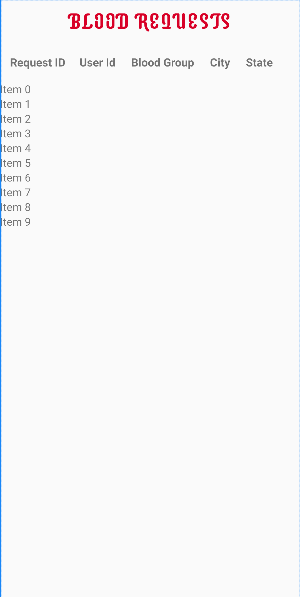 BLOOD REQUESTS
Request ID User Id Blood Group City State
Item 0
Item 1
Item 2
Item 3
Item 4
Item 5
Item 6
Item 7
Item 8
Item 9